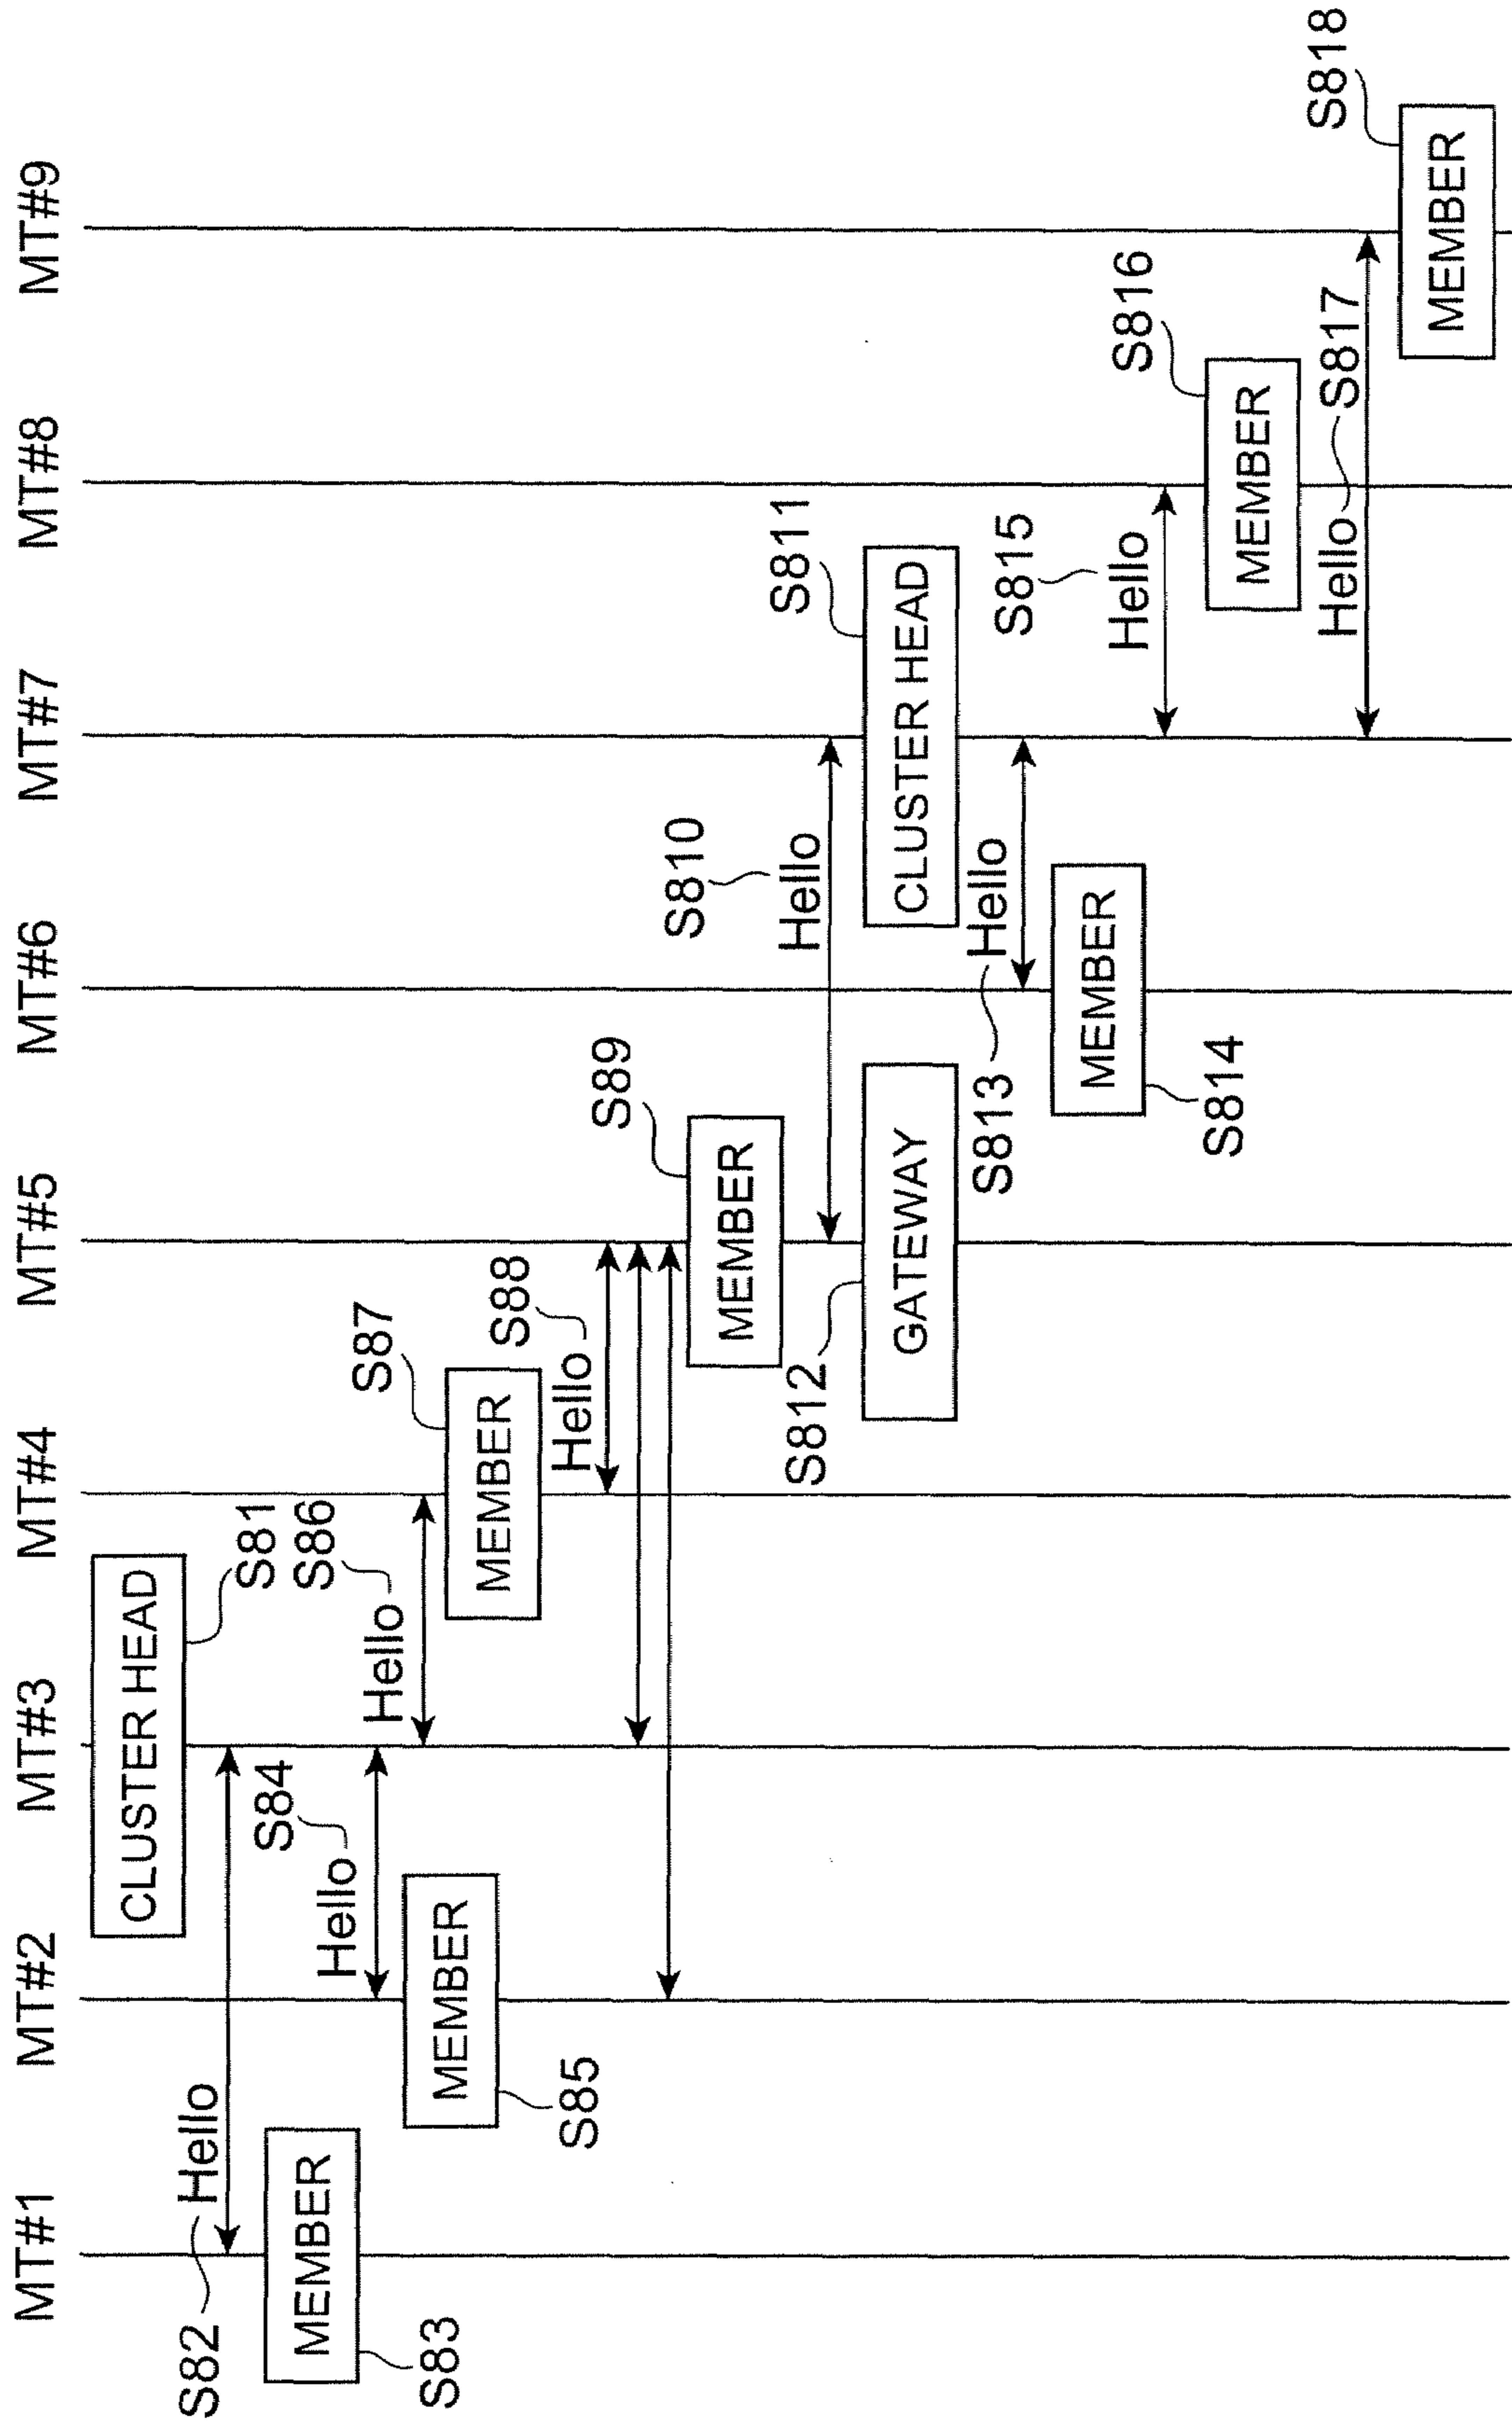 MT#1
MT#2
MT#3
MT#4
MT#5
MT#6
MT#7
MT#8
MT#9
CLUSTER HEAD
S81
S82
Hello
MEMBER
S83
S84
Hello
MEMBER
S85
S86
Hello
MEMBER
S87
S88
Hello
MEMBER
S89
S810
Hello
CLUSTER HEAD
S811
GATEWAY
S812
S813
Hello
MEMBER
S814
S815
Hello
MEMBER
S816
Hello
S817
MEMBER
S818